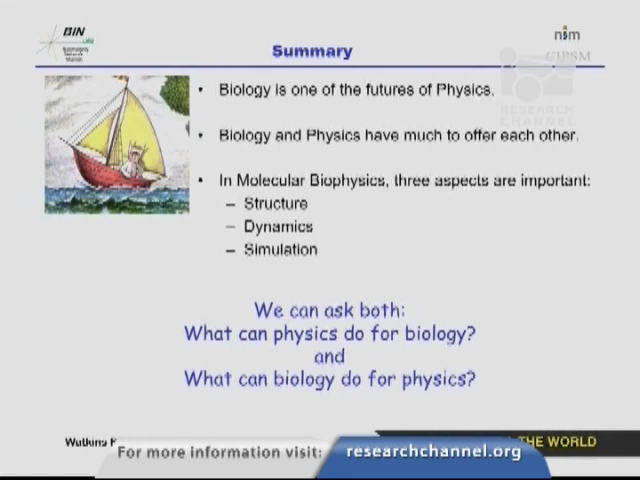 BIN
nim
CIPSM
Summary
RESEARCH
CHANNEL
• Biology is one of the futures of Physics.
• Biology and Physics have much to offer each other.
• In Molecular Biophysics, three aspects are important:
– Structure
– Dynamics
– Simulation
We can ask both:
What can physics do for biology?
and
What can biology do for physics?
Watkins
THE WORLD
For more information visit: researchchannel.org